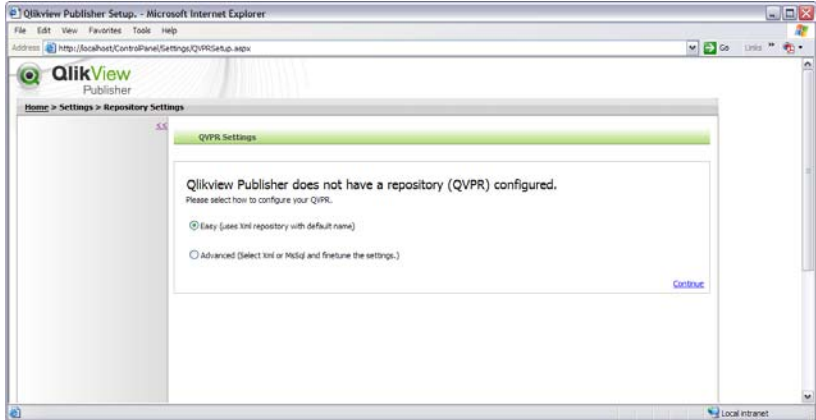 Qlikview Publisher Setup. - Microsoft Internet Explorer
File Edit View Favorites Tools Help
Address http://localhost/ControlPanel/Settings/QVPRSetup.aspx Go Links »
QlikView
Publisher
Home > Settings > Repository Settings
<<
QVPR Settings
Qlikview Publisher does not have a repository (QVPR) configured.
Please select how to configure your QVPR.
Easy (uses Xml repository with default name)
Advanced (Select Xml or MsSql and finetune the settings.)
Continue
Local intranet